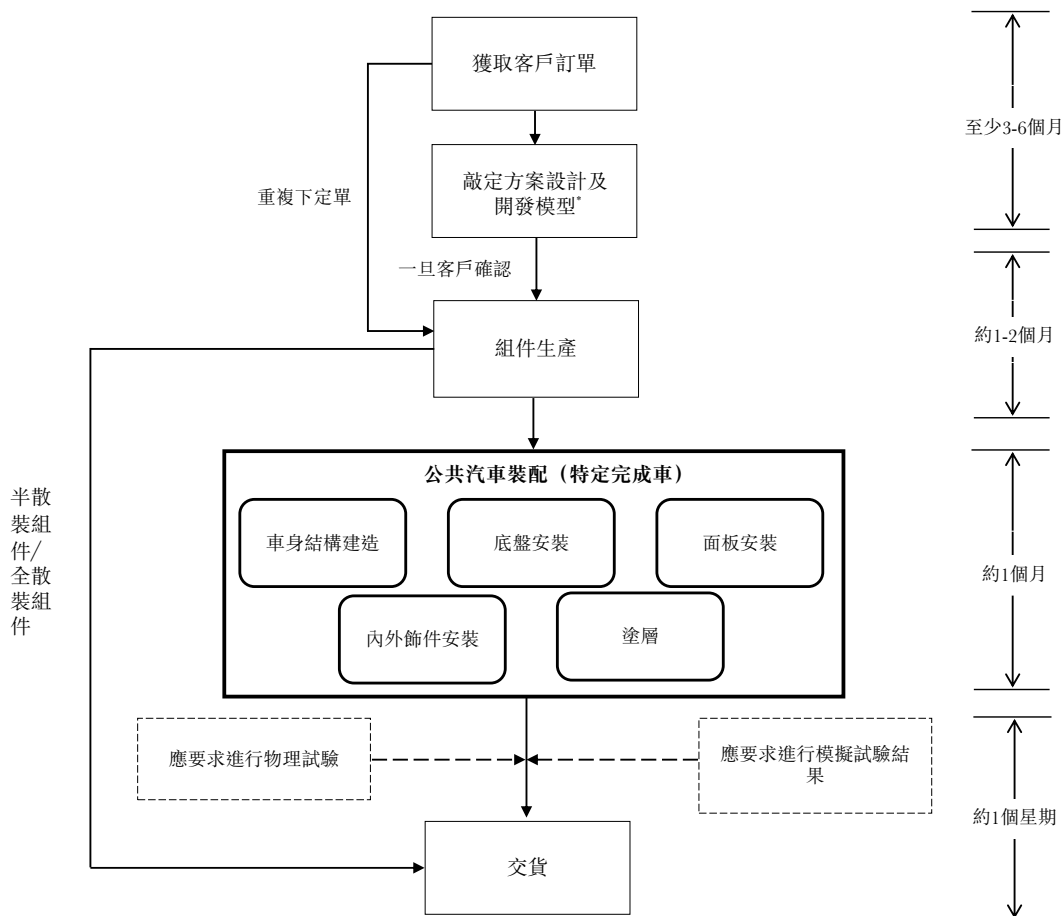 獲取客戶訂單
至少3-6個月
敲定方案設計及
開發模型*
重複下定單
一旦客戶確認
組件生產
約1-2個月
公共汽車裝配（特定完成車）
半散
裝組
件/
全散
裝組
件
車身結構建造
底盤安裝
面板安裝
約1個月
內外飾件安裝
塗層
應要求進行物理試驗
應要求進行模擬試驗結
果
約1個星期
交貨